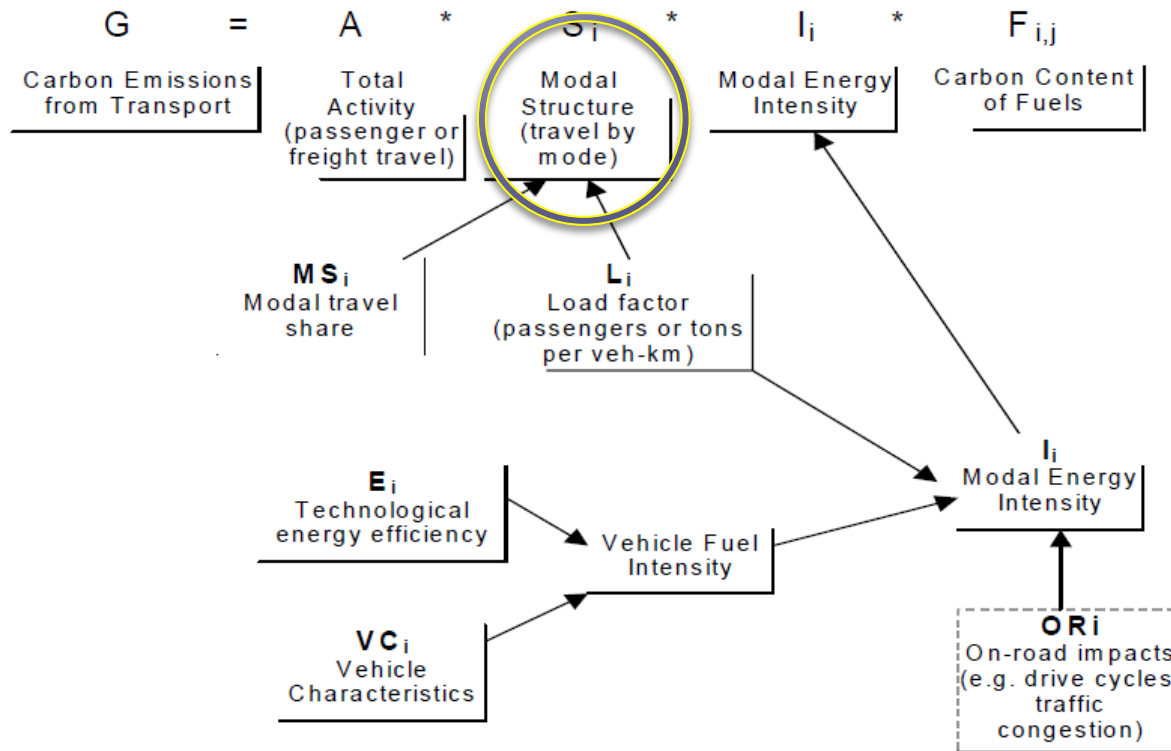 G = A * Si * Ii * Fi,j
Carbon Emissions
from Transport
Total
Activity
(passenger or
freight travel)
Modal
Structure
(travel by
mode)
Modal Energy
Intensity
Carbon Content
of Fuels
MSi
Modal travel
share
Li
Load factor
(passengers or tons
per veh-km)
Ei
Technological
energy efficiency
Vehicle Fuel
Intensity
Ii
Modal Energy
Intensity
VCi
Vehicle
Characteristics
ORi
On-road impacts
(e.g. drive cycles
traffic
congestion)